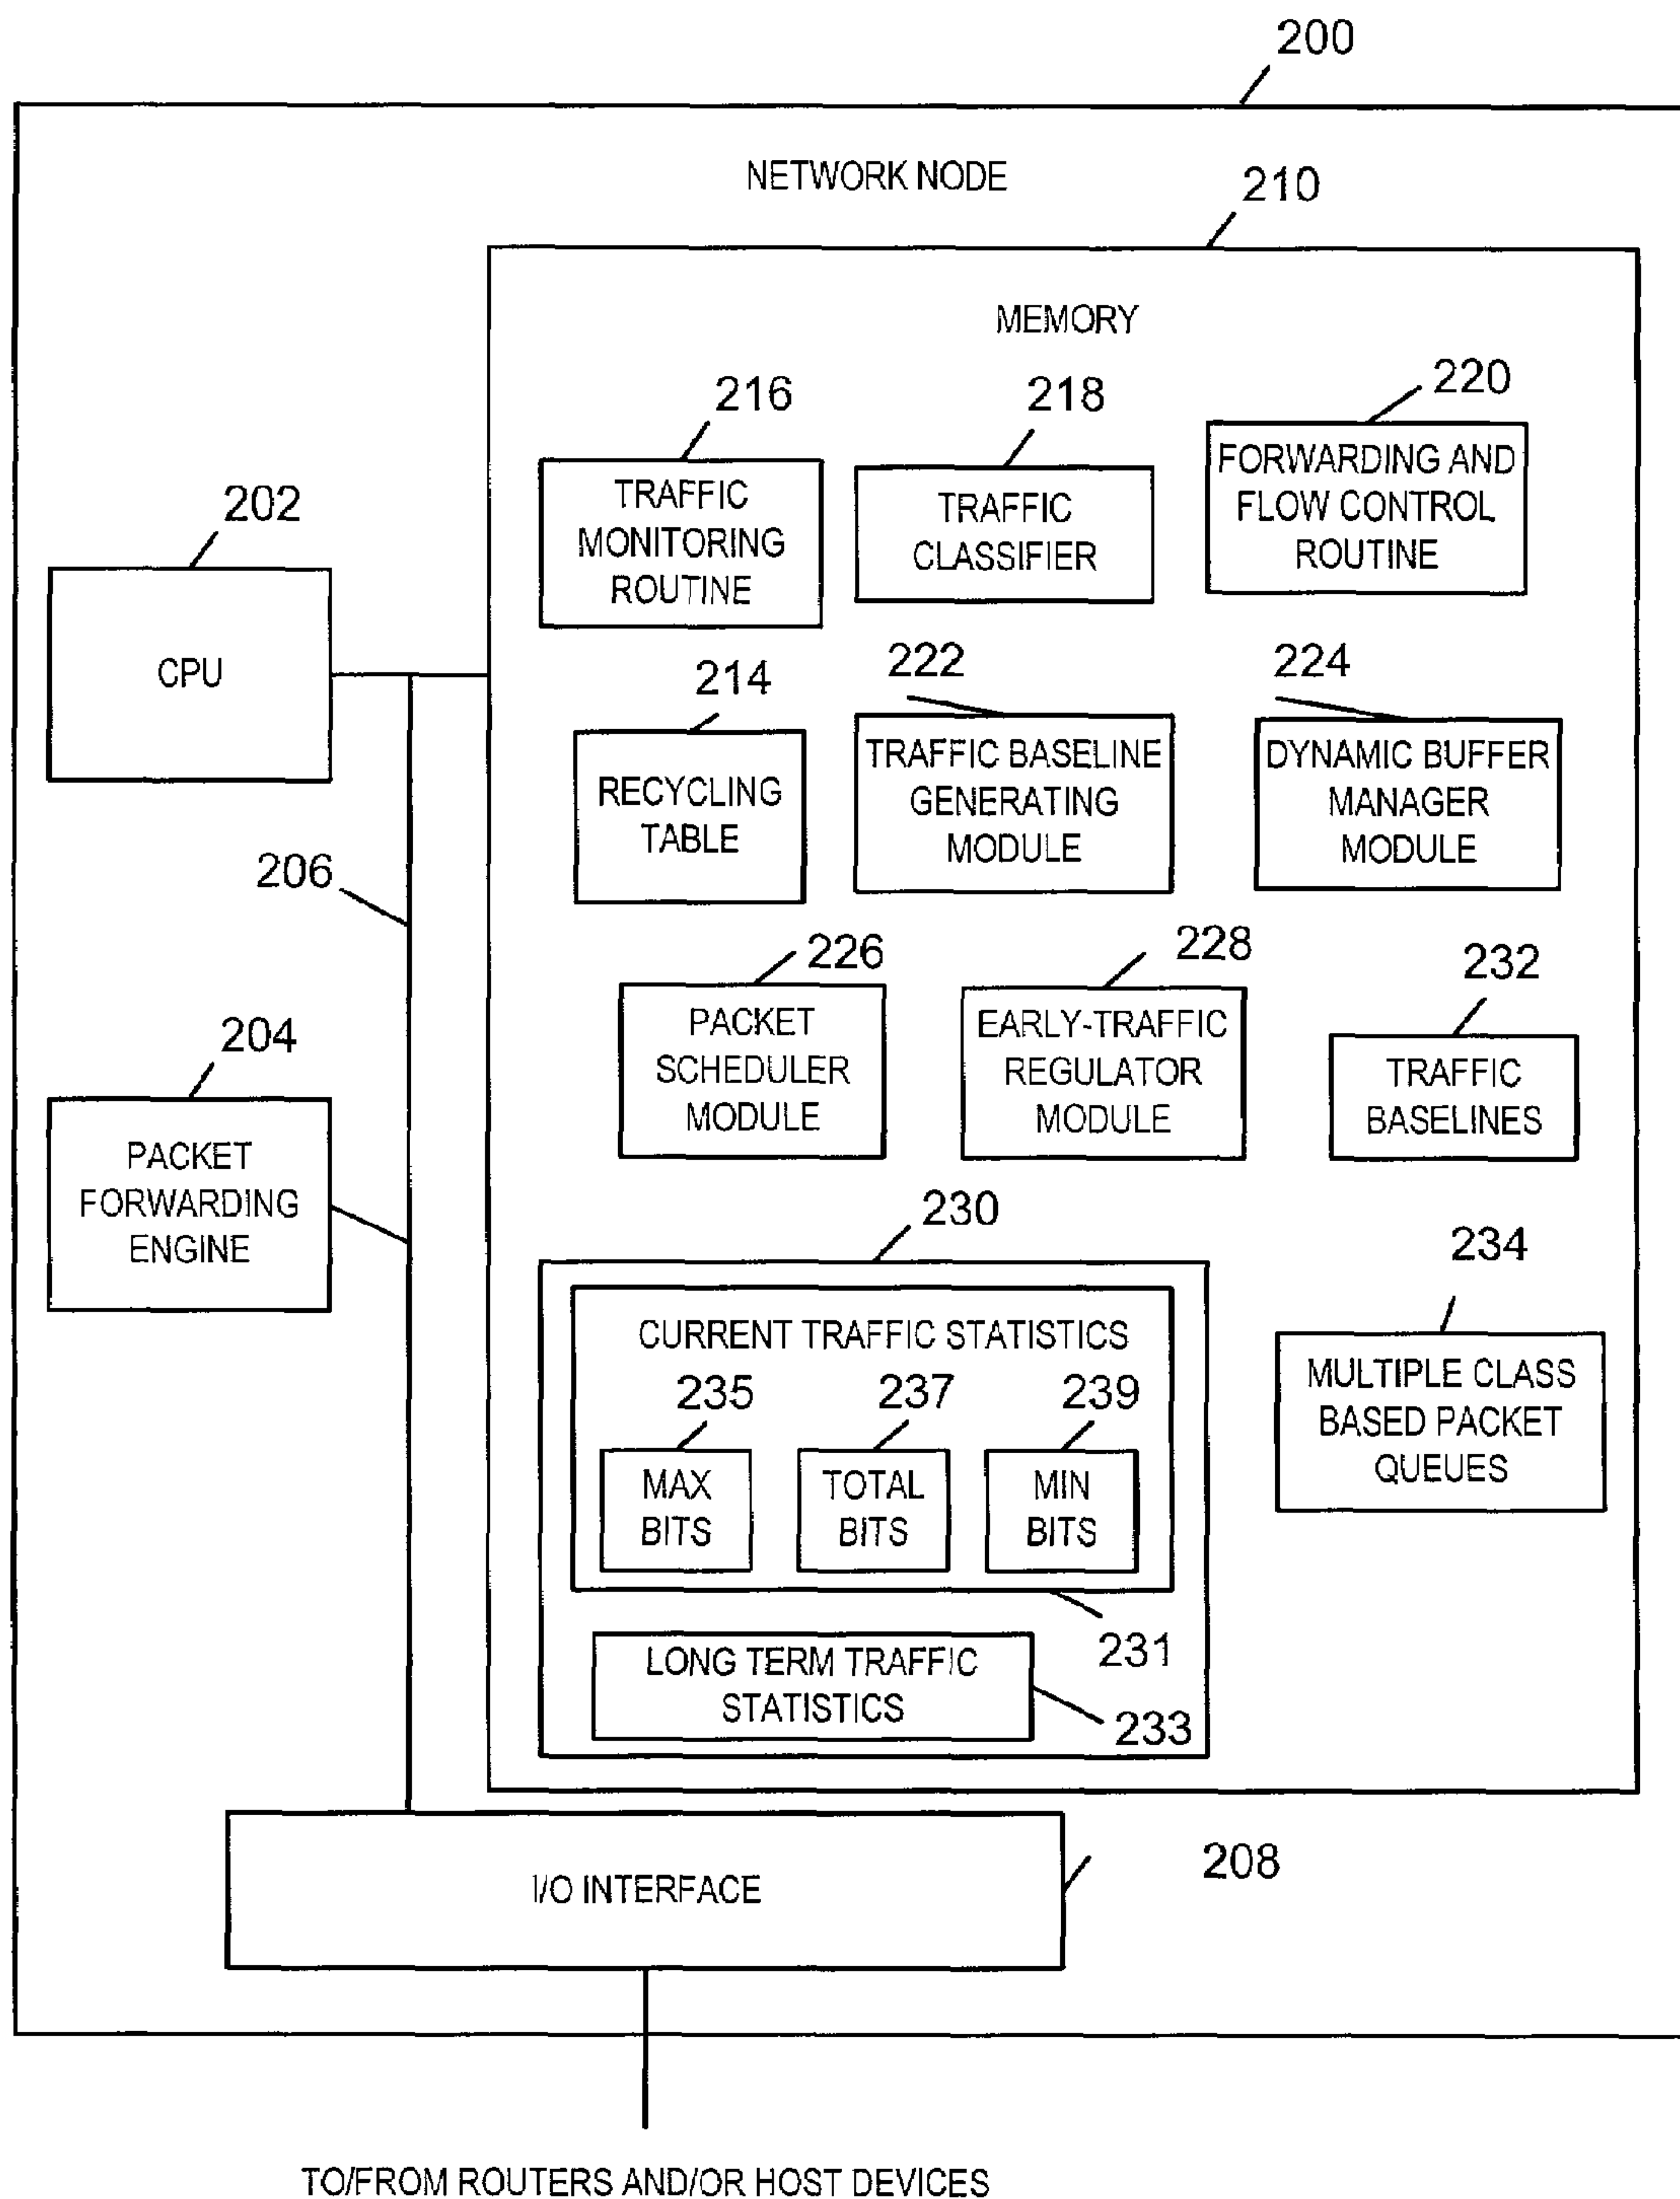 200
NETWORK NODE
210
MEMORY
216
218
220
TRAFFIC
MONITORING
ROUTINE
TRAFFIC
CLASSIFIER
FORWARDING AND
FLOW CONTROL
ROUTINE
202
CPU
214
222
224
RECYCLING
TABLE
TRAFFIC BASELINE
GENERATING
MODULE
DYNAMIC BUFFER
MANAGER
MODULE
206
226
228
232
PACKET
SCHEDULER
MODULE
EARLY-TRAFFIC
REGULATOR
MODULE
TRAFFIC
BASELINES
204
PACKET
FORWARDING
ENGINE
230
234
CURRENT TRAFFIC STATISTICS
235
237
239
MAX
BITS
TOTAL
BITS
MIN
BITS
MULTIPLE CLASS
BASED PACKET
QUEUES
231
LONG TERM TRAFFIC
STATISTICS
233
I/O INTERFACE
208
TO/FROM ROUTERS AND/OR HOST DEVICES